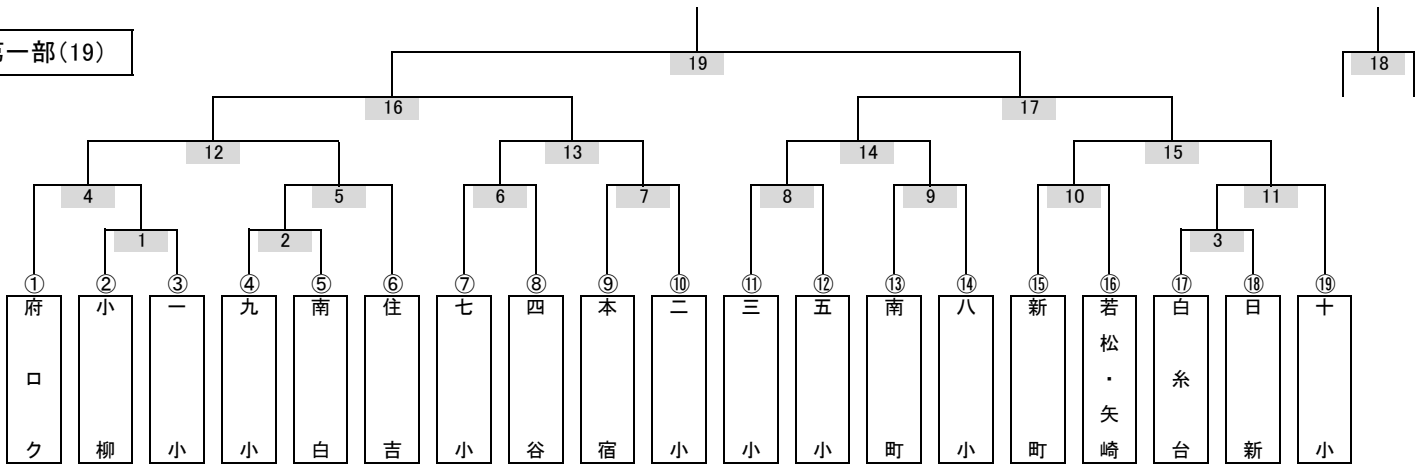 一部(19)
19
18
16
17
12
13
14
15
4
5
6
7
8
9
10
11
1
2
3
① ② ③ ④ ⑤ ⑥ ⑦ ⑧ ⑨ ⑩ ⑪ ⑫ ⑬ ⑭ ⑮ ⑯ ⑰ ⑱ ⑲
府ロク
小柳
一小
九小
南白
住吉
七小
四谷
本宿
二小
三小
五小
南町
八小
新町
若松・矢崎
白糸台
日新
十小